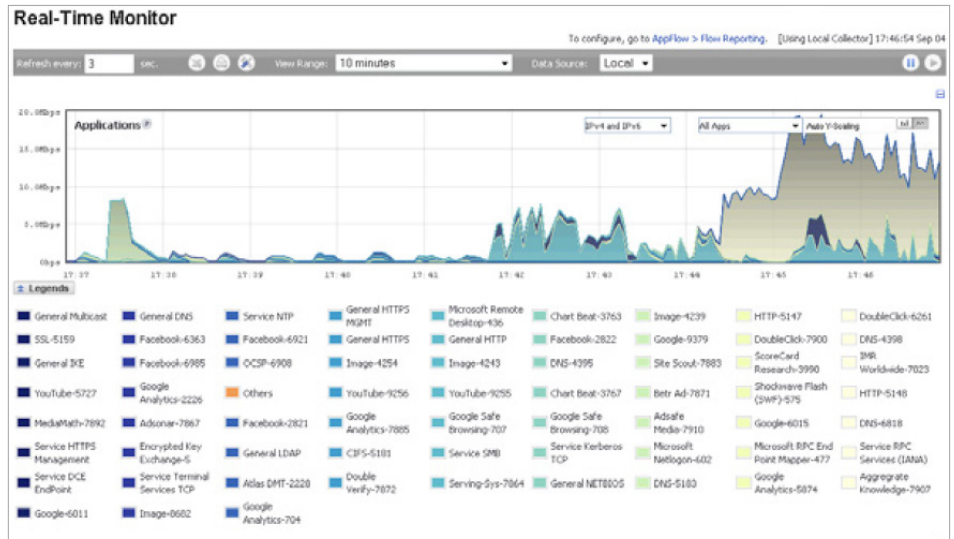 Real-Time Monitor
To configure, go to AppFlow > Flow Reporting. [Using Local Collector] 17:46:54 Sep 04
Refresh every: 3 sec. View Range: 10 minutes Data Source: Local
20.0Mbps
Applications IPv4 and IPv6 All Apps Auto Y-Scaling
15.0Mbps
10.0Mbps
5.0Mbps
0bps
17:37 17:38 17:39 17:40 17:41 17:42 17:43 17:44 17:45 17:46
Legends
General Multicast General DNS Service NTP General HTTPS MGMT Microsoft Remote Desktop-436 Chart Beat-3763 Image-4239 HTTP-5147 DoubleClick-6261
SSL-5159 Facebook-6363 Facebook-6921 General HTTPS General HTTP Facebook-2822 Google-9379 DoubleClick-7900 DNS-4398
General IKE Facebook-6985 OCSP-6908 Image-4254 Image-4243 DNS-4395 Site Scout-7883 ScoreCard Research-3990 IMR Worldwide-7023
YouTube-5727 Google Analytics-2226 Others YouTube-9256 YouTube-9255 Chart Beat-3767 Betr Ad-7871 Shockwave Flash (SWF)-575 HTTP-5148
MediaMath-7892 Adsonar-7867 Facebook-2821 Google Analytics-7885 Google Safe Browsing-707 Google Safe Browsing-708 Adsafe Media-7910 Google-6015 DNS-6818
Service HTTPS Management Encrypted Key Exchange-5 General LDAP CIFS-5181 Service SMB Service Kerberos TCP Microsoft Netlogon-602 Microsoft RPC End Point Mapper-477 Service RPC Services (IANA)
Service DCE EndPoint Service Terminal Services TCP Atlas DMT-2228 Double Verify-7872 Serving-Sys-7864 General NETBIOS DNS-5183 Google Analytics-5874 Aggregrate Knowledge-7907
Google-6011 Image-8682 Google Analytics-704